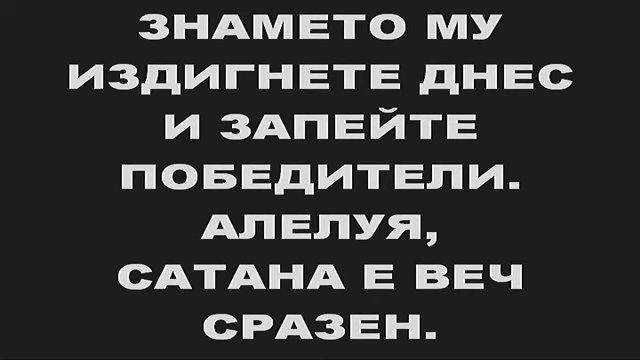 ЗНАМЕТО МУ
ИЗДИГНЕТЕ ДНЕС
И ЗАПЕЙТЕ
ПОБЕДИТЕЛИ.
АЛЕЛУЯ,
САТАНА Е ВЕЧ
СРАЗЕН.